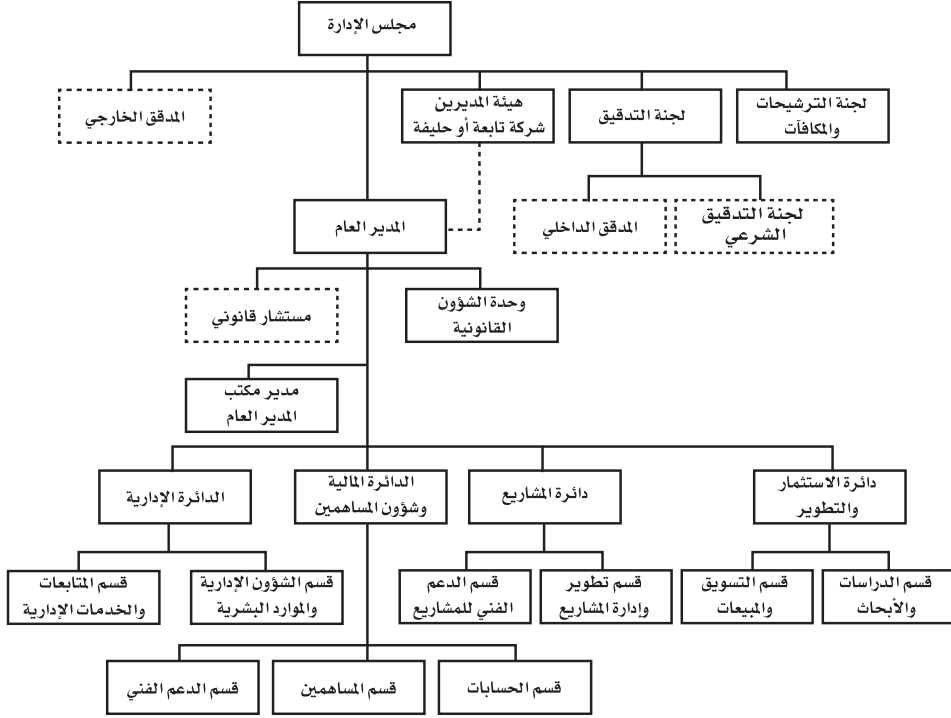 مجلس الإدارة
لجنة الترشيحات
والمكافآت
لجنة التدقيق
هيئة المديرين
شركة تابعة أو حليفة
المدقق الخارجي
لجنة التدقيق
الشرعي
المدقق الداخلي
المدير العام
وحدة الشؤون
القانونية
مستشار قانوني
مدير مكتب
المدير العام
دائرة الاستثمار
والتطوير
دائرة المشاريع
الدائرة المالية
وشؤون المساهمين
الدائرة الإدارية
قسم الدراسات
والأبحاث
قسم التسويق
والمبيعات
قسم تطوير
وإدارة المشاريع
قسم الدعم
الفني للمشاريع
قسم الشؤون الإدارية
والموارد البشرية
قسم المتابعات
والخدمات الإدارية
قسم الحسابات
قسم المساهمين
قسم الدعم الفني